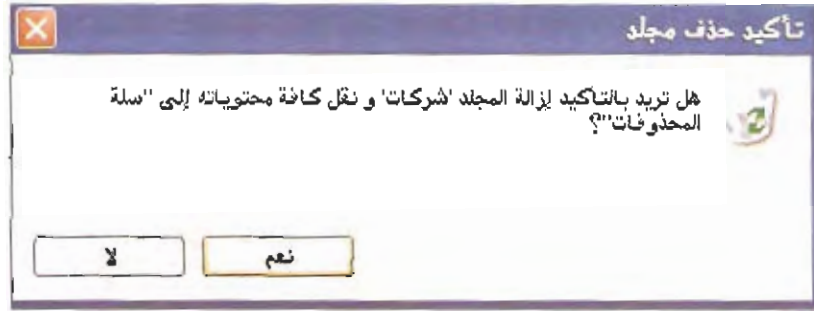 تأكيد حذف مجلد
هل تريد بالتأكيد إزالة المجلد 'شركات' و نقل كافة محتوياته إلى "سلة
المحذوفات"؟
نعم
لا